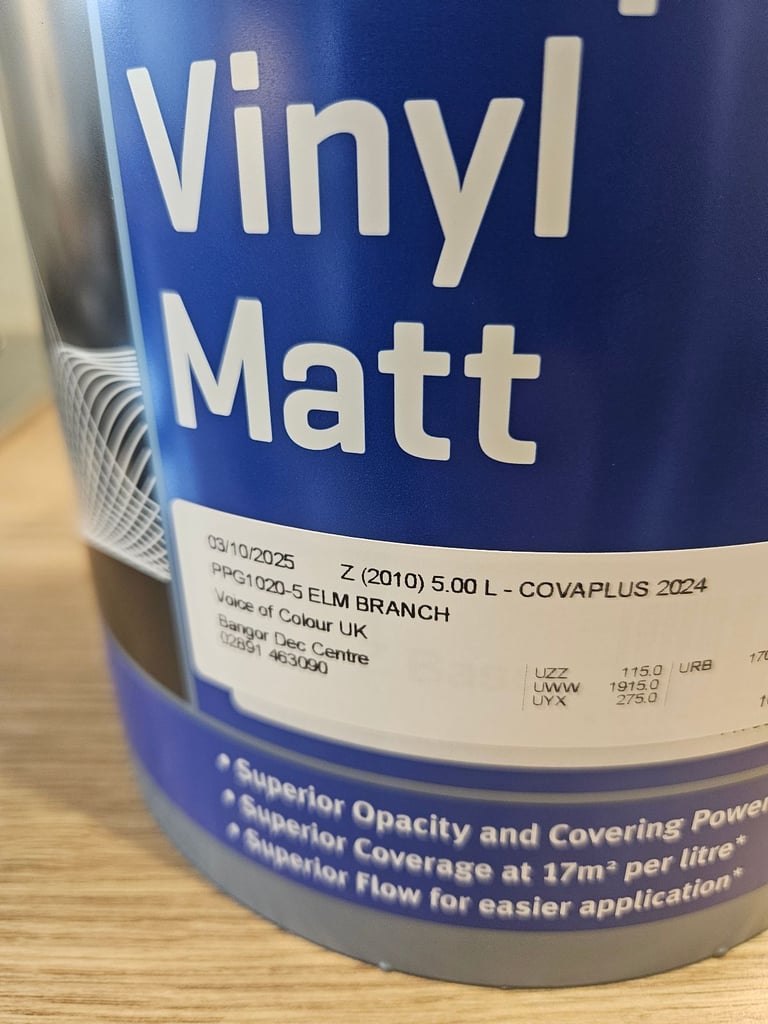 Vinyl
Matt
03/10/2025 Z (2010) 5.00 L - COVAPLUS 2024
PPG1020-5 ELM BRANCH
Voice of Colour UK
Bangor Dec Centre
02891 463090
UZZ 115.0 URB
UWW 1915.0
UYX 275.0
Superior Opacity and Covering Power
Superior Coverage at 17m² per litre*
Superior Flow for easier application*